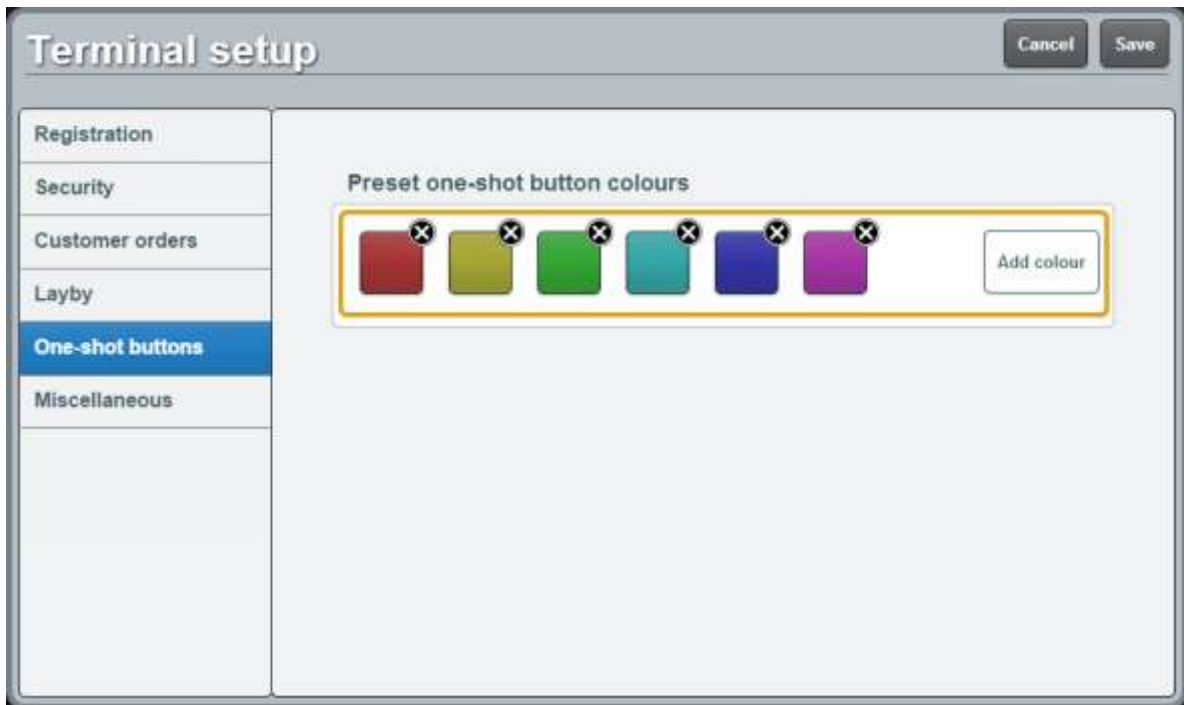 Terminal setup
Cancel
Save
Registration
Security
Customer orders
Layby
One-shot buttons
Miscellaneous
Preset one-shot button colours
Add colour